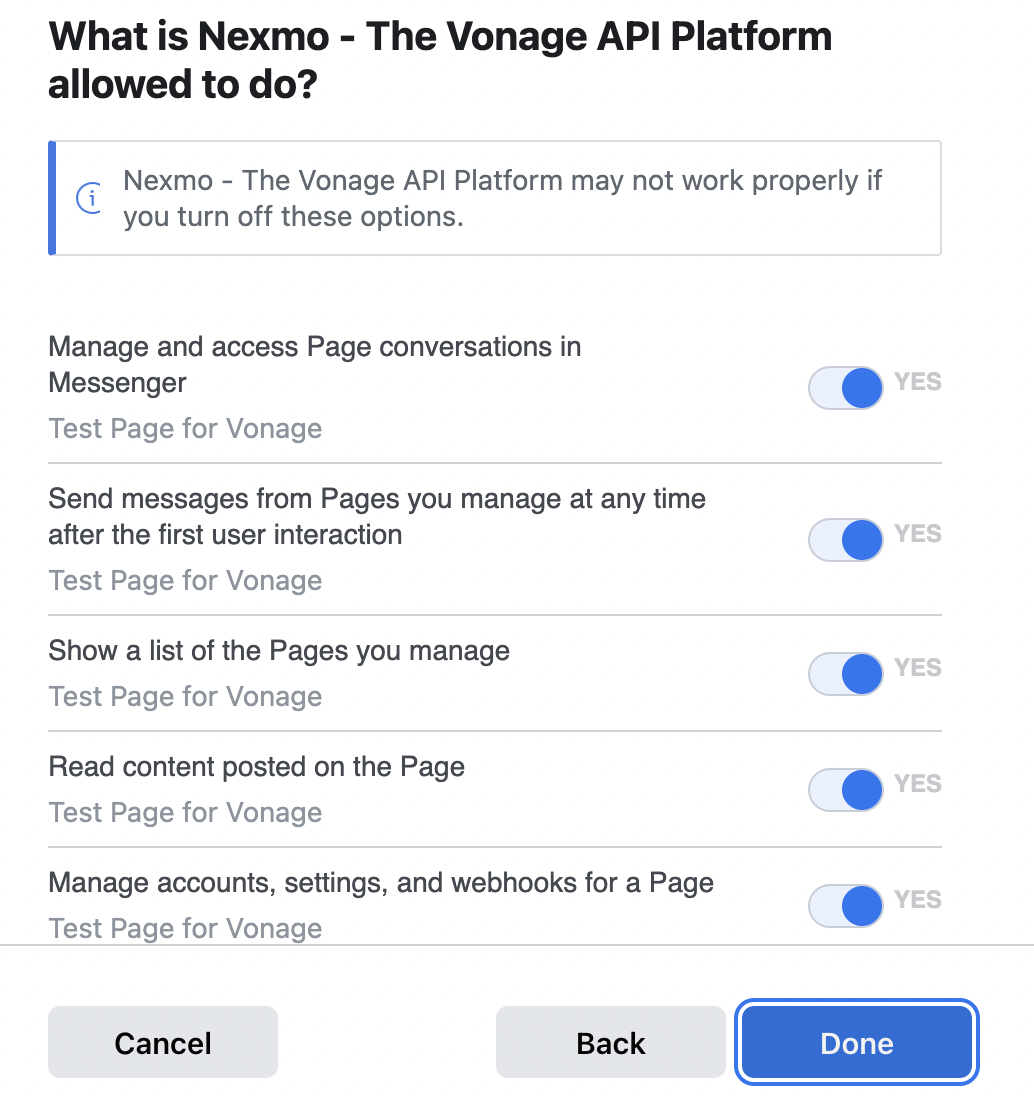 What is Nexmo - The Vonage API Platform
allowed to do?
Nexmo - The Vonage API Platform may not work properly if
you turn off these options.
Manage and access Page conversations in
Messenger
YES
Test Page for Vonage
Send messages from Pages you manage at any time
after the first user interaction
YES
Test Page for Vonage
Show a list of the Pages you manage
YES
Test Page for Vonage
Read content posted on the Page
YES
Test Page for Vonage
Manage accounts, settings, and webhooks for a Page
YES
Test Page for Vonage
Cancel
Back
Done